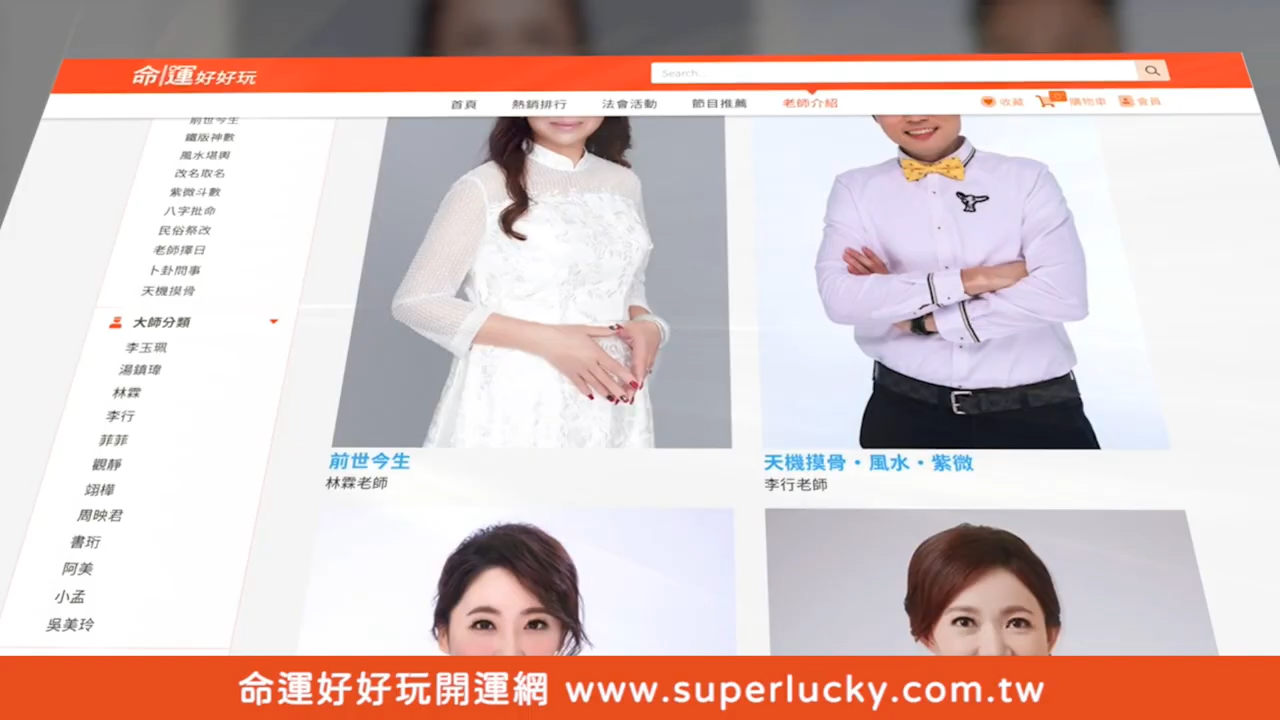 命運好好玩
Search...
首頁 熱銷排行 法會活動 節目推薦 老師介紹 收藏 0 購物車 會員
前世今生
鐵版神數
風水堪輿
改名取名
紫微斗數
八字批命
民俗祭改
老師擇日
卜卦問事
天機摸骨
大師分類
李玉珮
湯鎮瑋
林霖
李行
菲菲
觀靜
翊樺
周映君
書珩
阿美
小孟
吳美玲
前世今生
林霖老師
天機摸骨・風水・紫微
李行老師
命運好好玩開運網 www.superlucky.com.tw